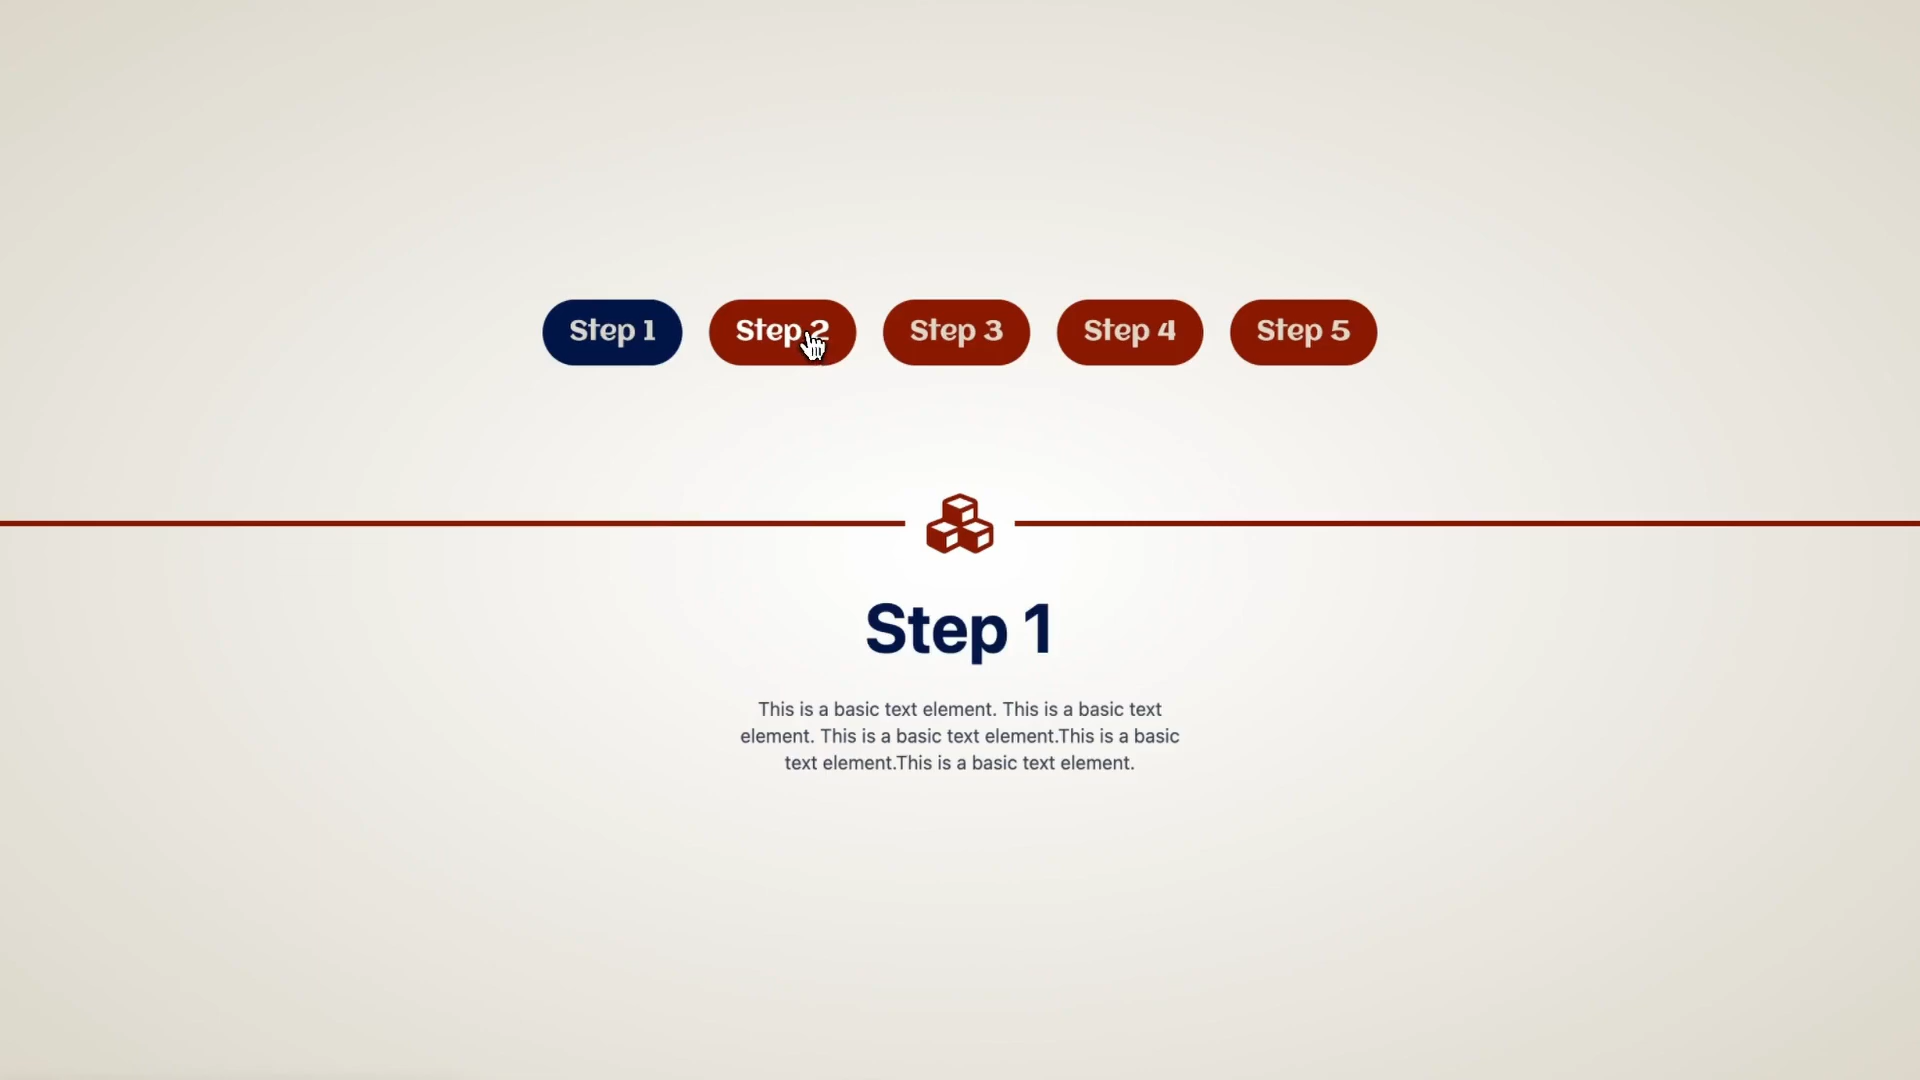 Step 1 Step 2 Step 3 Step 4 Step 5
Step 1
This is a basic text element. This is a basic text
element. This is a basic text element.This is a basic
text element.This is a basic text element.